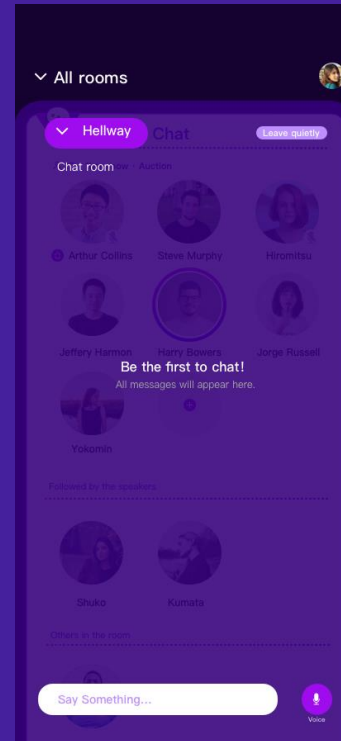 All rooms
Hellway
Chat
Leave quietly
Chat room
Auction
Arthur Collins
Steve Murphy
Hiromitsu
Jeffery Harmon
Harry Bowers
Jorge Russell
Be the first to chat!
All messages will appear here.
Yokomin
Followed by the speakers
Shuko
Kumata
Others in the room
Say Something...
Voice